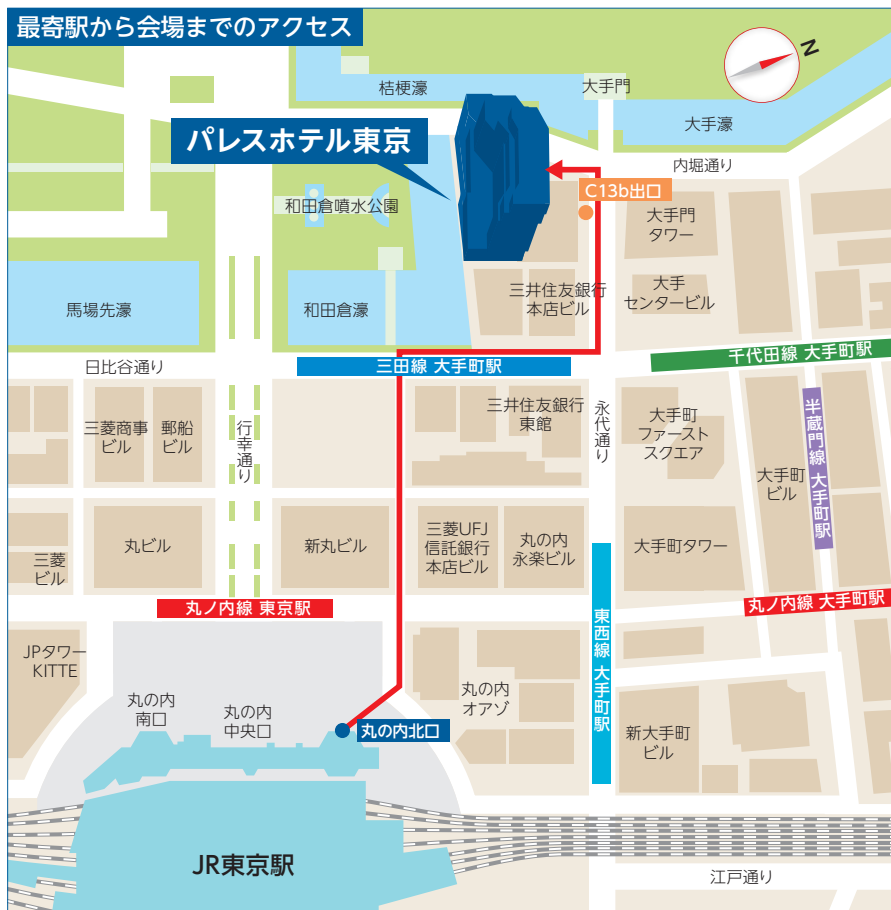 最寄駅から会場までのアクセス
N
桔梗濠
大手門
大手濠
パレスホテル東京
内堀通り
C13b出口
和田倉噴水公園
大手門
タワー
馬場先濠
和田倉濠
三井住友銀行
本店ビル
大手
センタービル
日比谷通り
三田線 大手町駅
千代田線 大手町駅
三菱商事
ビル
郵船
ビル
行幸通り
三井住友銀行
東館
永代通り
大手町
ファースト
スクエア
大手町
ビル
半蔵門線 大手町駅
三菱
ビル
丸ビル
新丸ビル
三菱UFJ
信託銀行
本店ビル
丸の内
永楽ビル
大手町タワー
丸ノ内線 東京駅
東西線 大手町駅
丸ノ内線 大手町駅
JPタワー
KITTE
丸の内
南口
丸の内
中央口
丸の内北口
丸の内
オアゾ
新大手町
ビル
JR東京駅
江戸通り